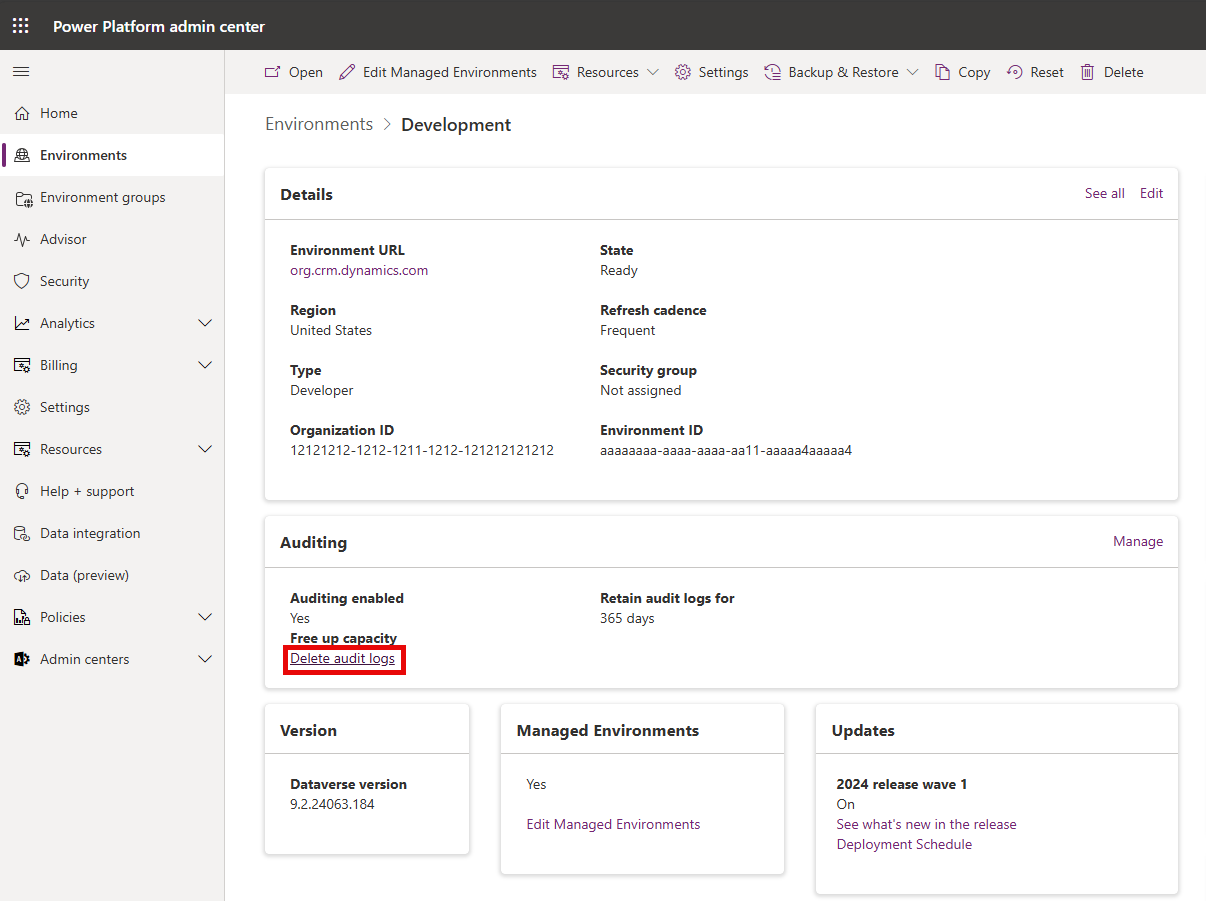 Power Platform admin center
Open
Edit Managed Environments
Resources
Settings
Backup & Restore
Copy
Reset
Delete
Home
Environments
Environment groups
Advisor
Security
Analytics
Billing
Settings
Resources
Help + support
Data integration
Data (preview)
Policies
Admin centers
Environments > Development
Details
See all
Edit
Environment URL
org.crm.dynamics.com
State
Ready
Region
United States
Refresh cadence
Frequent
Type
Developer
Security group
Not assigned
Organization ID
12121212-1212-1211-1212-121212121212
Environment ID
aaaaaaaa-aaaa-aaaa-aa11-aaaaa4aaaaa4
Auditing
Manage
Auditing enabled
Yes
Retain audit logs for
365 days
Free up capacity
Delete audit logs
Version
Dataverse version
9.2.24063.184
Managed Environments
Yes
Edit Managed Environments
Updates
2024 release wave 1
On
See what's new in the release
Deployment Schedule